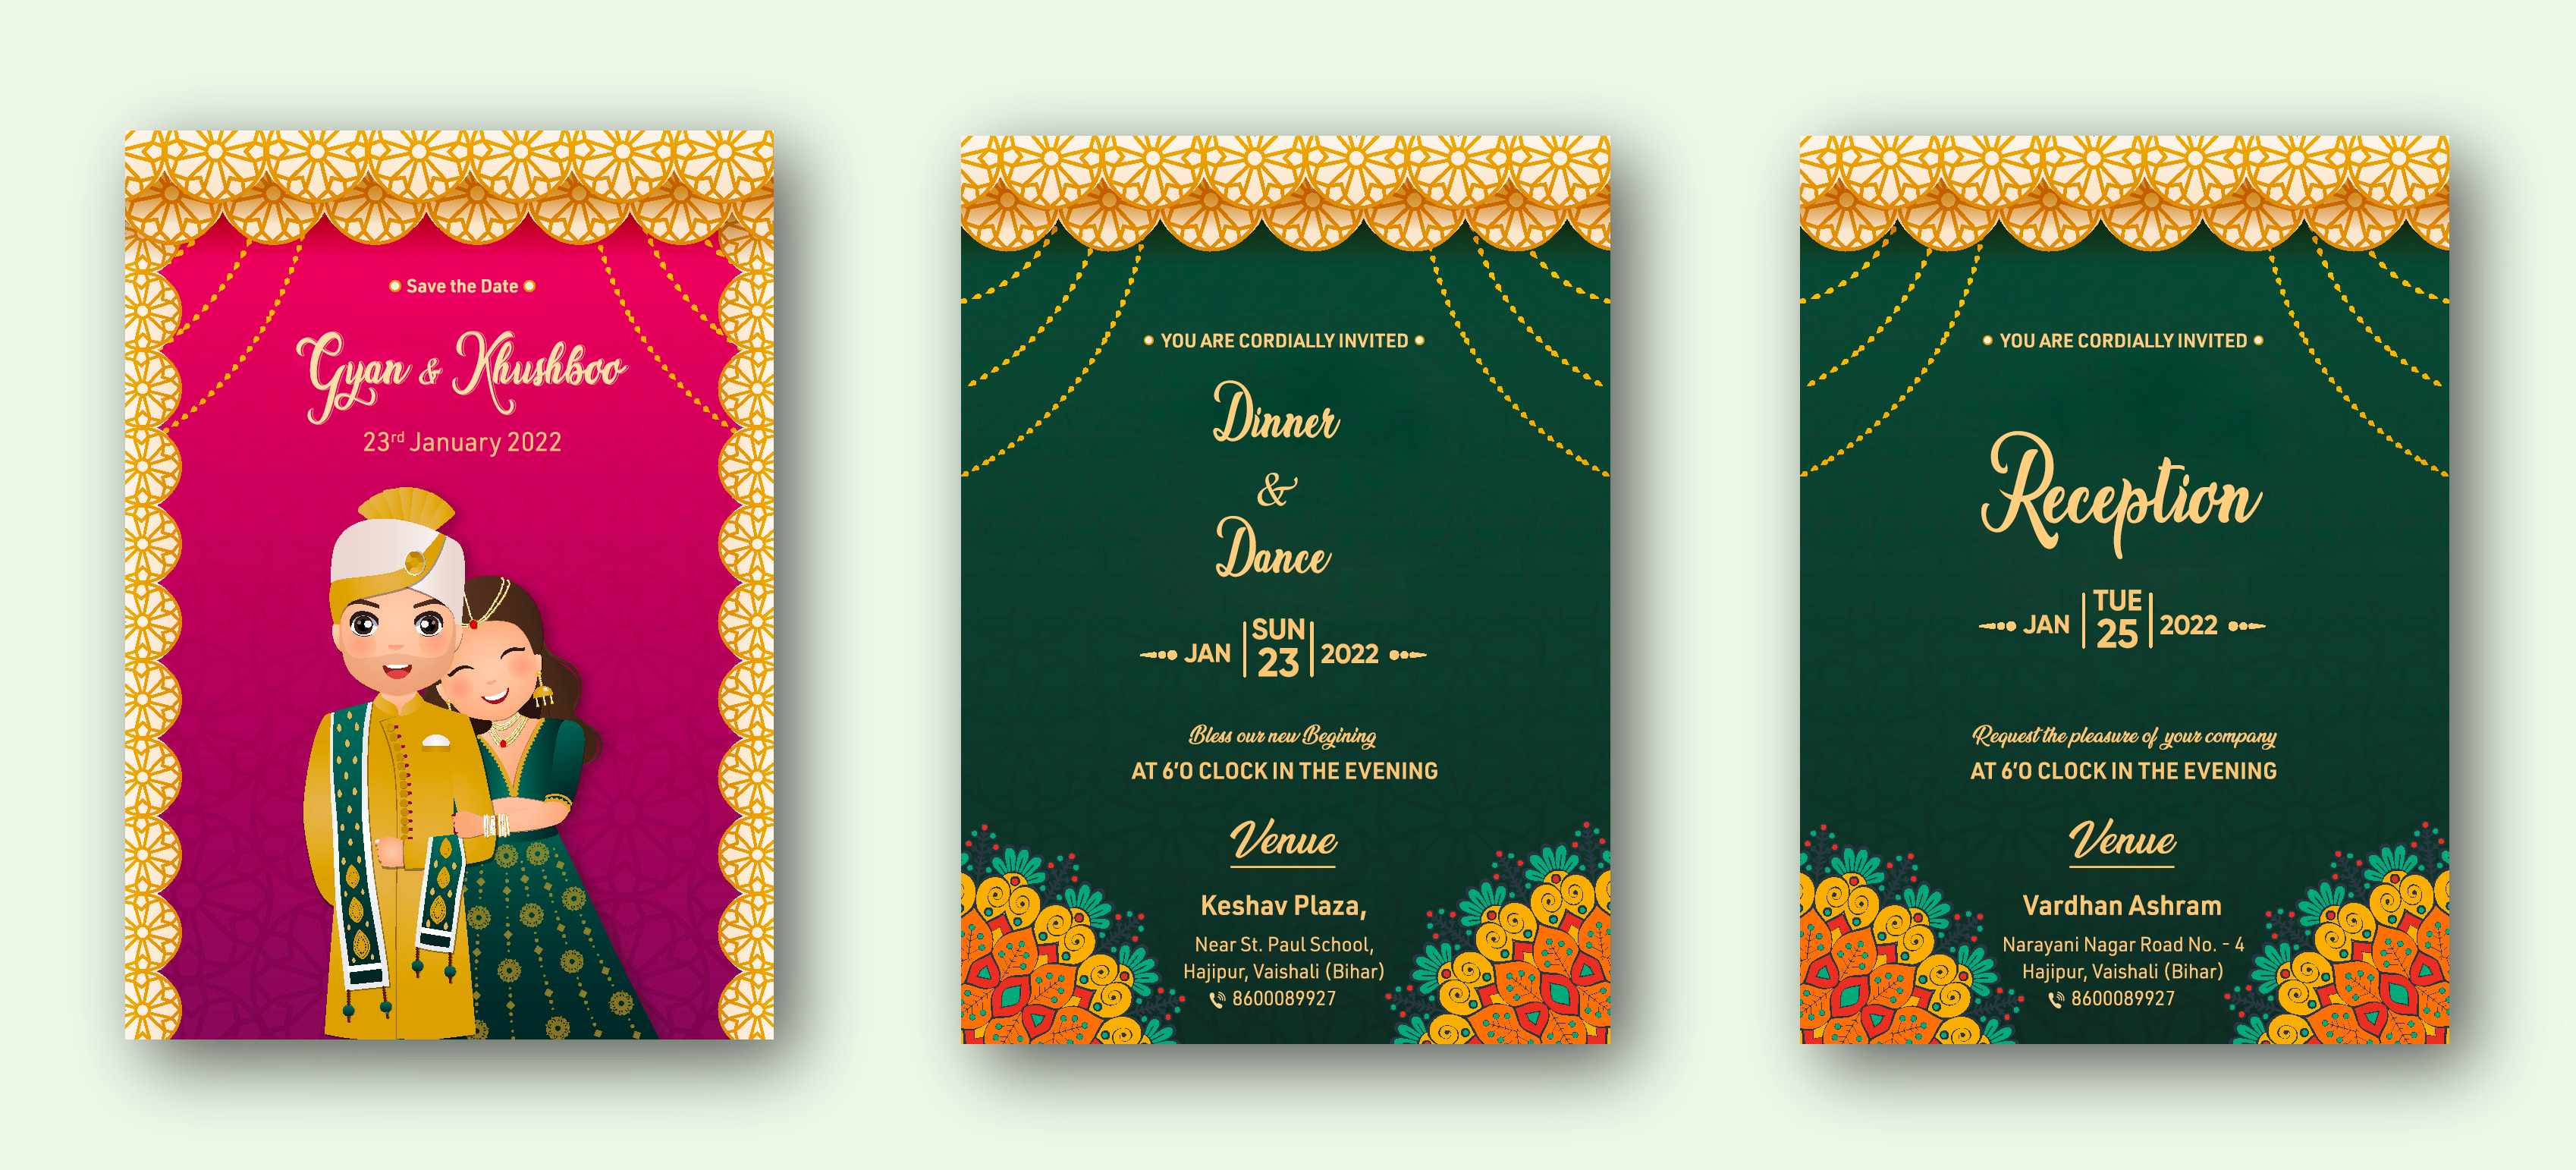 Save the Date
Gyan & Khushboo
23rd January 2022
YOU ARE CORDIALLY INVITED
Dinner
&
Dance
JAN SUN 23 2022
Bless our new Begining
AT 6'O CLOCK IN THE EVENING
Venue
Keshav Plaza,
Near St. Paul School,
Hajipur, Vaishali (Bihar)
8600089927
YOU ARE CORDIALLY INVITED
Reception
JAN TUE 25 2022
Request the pleasure of your company
AT 6'O CLOCK IN THE EVENING
Venue
Vardhan Ashram
Narayani Nagar Road No. - 4
Hajipur, Vaishali (Bihar)
8600089927